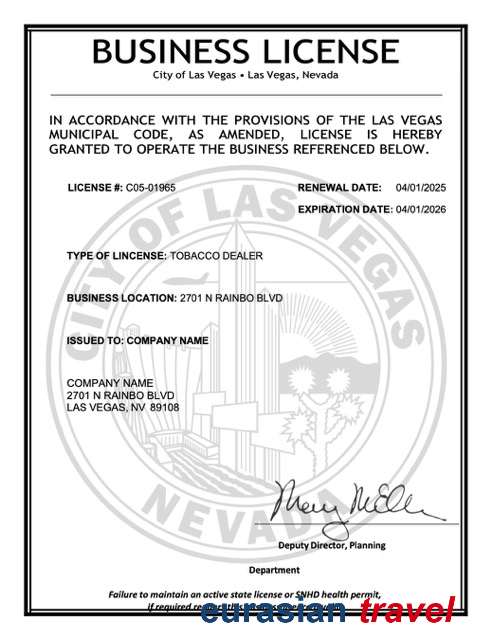 BUSINESS LICENSE
City of Las Vegas • Las Vegas, Nevada
IN ACCORDANCE WITH THE PROVISIONS OF THE LAS VEGAS
MUNICIPAL CODE, AS AMENDED, LICENSE IS HEREBY
GRANTED TO OPERATE THE BUSINESS REFERENCED BELOW.
LICENSE #: C05-01965 RENEWAL DATE: 04/01/2025
EXPIRATION DATE: 04/01/2026
CITY OF LAS VEGAS
TYPE OF LINCENSE: TOBACCO DEALER
BUSINESS LOCATION: 2701 N RAINBO BLVD
ISSUED TO: COMPANY NAME
COMPANY NAME
2701 N RAINBO BLVD
LAS VEGAS, NV 89108
NEVADA
Deputy Director, Planning
Department
Failure to maintain an active state license or SNHD health permit,
if required
eurasian travel